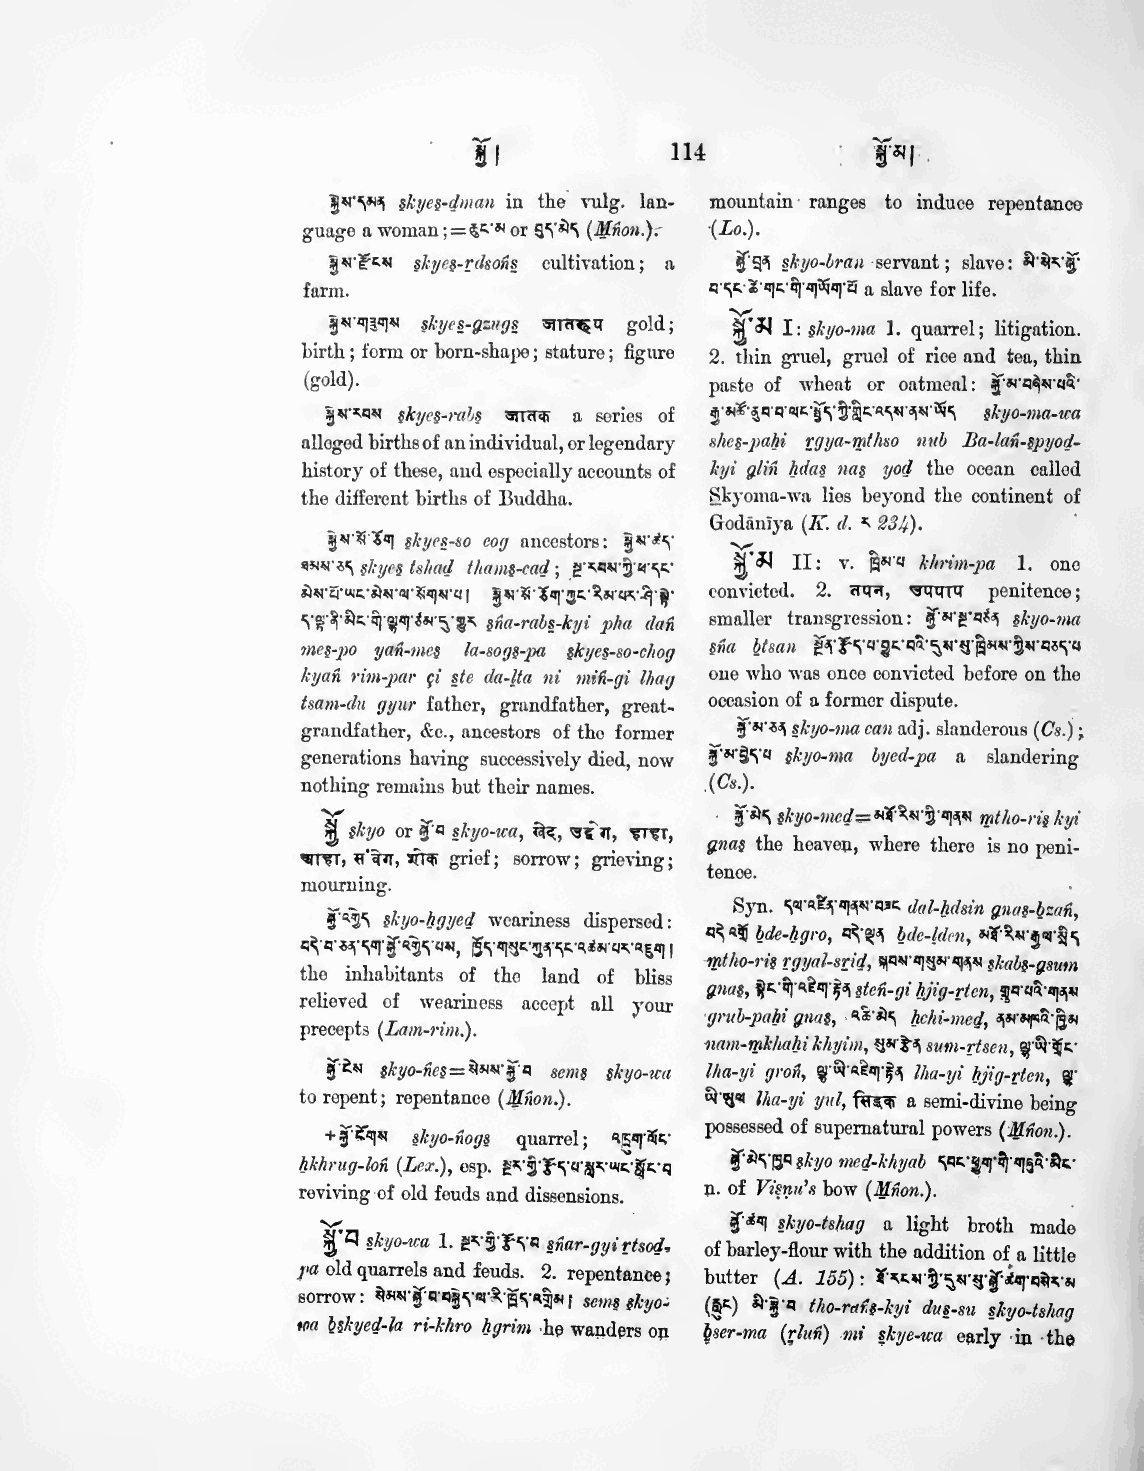 སྐྱོ།
114
སྐྱོ་མ།
སྐྱེས་དམན skyes-dman in the vulg. lan-
guage a woman;=ཆུང་མ or བུད་མེད (Mṅon.).
སྐྱེས་རྫོངས skyes-rdsoṅs cultivation; a
farm.
སྐྱེས་གཟུགས skyes-gzugs जातरूप gold;
birth; form or born-shape; stature; figure
(gold).
སྐྱེས་རབས skyes-rabs जातक a series of
alleged births of an individual, or legendary
history of these, and especially accounts of
the different births of Buddha.
སྐྱེས་སོ་ཅོག skyes-so cog ancestors: སྐྱེས་ཚད་
ཐམས་ཅད skyes tshad thams-cad; སྔ་རབས་ཀྱི་ཕ་དང་
མེས་པོ་ཡང་མེས་ལ་སོགས་པ། སྐྱེས་སོ་ཅོག་ཀྱང་རིམ་པར་ཤི་སྟེ་
ད་ལྟ་ནི་མིང་གི་ལྷག་ཙམ་དུ་གྱུར sṅa-rabs-kyi pha daṅ
mes-po yaṅ-mes la-sogs-pa skyes-so-chog
kyaṅ rim-par çi ste da-lta ni miṅ-gi lhag
tsam-du gyur father, grandfather, great-
grandfather, &c., ancestors of the former
generations having successively died, now
nothing remains but their names.
སྐྱོ skyo or སྐྱོ་བ skyo-wa, खेद, उद्वेग, हाहा,
आहा, संवेग, शोक grief; sorrow; grieving;
mourning.
སྐྱོ་བགྱེད skyo-ḥgyed weariness dispersed:
བདེ་བ་ཅན་དག་སྐྱོ་བགྱེད་པས, ཁྱོད་གསུང་ཀུན་དང་འཚམ་པར་འཇུག།
the inhabitants of the land of bliss
relieved of weariness accept all your
precepts (Lam-rim.).
སྐྱོ་ངེས skyo-ṅes=སེམས་སྐྱོ་བ sems skyo-wa
to repent; repentance (Mṅon.).
+སྐྱོ་ངོགས skyo-ṅogs quarrel; འཁྲུག་ལོང་
ḥkhrug-loṅ (Lex.), esp. སྔར་གྱི་རྩོད་པ་སླར་ཡང་སློང་བ
reviving of old feuds and dissensions.
སྐྱོ་བ skyo-wa 1. སྔར་གྱི་རྩོད་པ sṅar-gyi rtsod-
pa old quarrels and feuds. 2. repentance;
sorrow: སེམས་སྐྱོ་བ་བསྐྱེད་ལ་རི་ཁྲོད་འགྲིམ། sems skyo-
wa bskyed-la ri-khro ḥgrim he wanders on
mountain ranges to induce repentance
(Lo.).
སྐྱོ་བྲན skyo-bran servant; slave: མི་སེར་སྐྱོ་
བ་དང་ཚེ་གང་གི་གཡོག་པོ a slave for life.
སྐྱོ་མ I: skyo-ma 1. quarrel; litigation.
2. thin gruel, gruel of rice and tea, thin
paste of wheat or oatmeal: སྐྱོ་མ་བཤེས་པའི་
རྒྱ་མཚོ་ནུབ་བ་ལང་སྤྱོད་ཀྱི་གླིང་འདས་ནས་ཡོད skyo-ma-wa
shes-paḥi rgya-mthso nub Ba-laṅ-spyod-
kyi gliṅ ḥdas nas yod the ocean called
Skyoma-wa lies beyond the continent of
Godānīya (K. d. ར 234).
སྐྱོ་མ II: v. ཁྲིམ་པ khrim-pa 1. one
convicted. 2. तपन, उपपाप penitence;
smaller transgression: སྐྱོ་མ་སྔ་བཙན skyo-ma
sṅa btsan སྔོན་རྩོད་པ་བྱུང་བའི་དུས་སུ་ཁྲིམས་ཀྱིས་བཅད་པ
one who was once convicted before on the
occasion of a former dispute.
སྐྱོ་མ་ཅན skyo-ma can adj. slanderous (Cs.);
སྐྱོ་མ་བྱེད་པ skyo-ma byed-pa a slandering
(Cs.).
སྐྱོ་མེད skyo-med=མཐོ་རིས་ཀྱི་གནས mtho-ris kyi
gnas the heaven, where there is no peni-
tence.
Syn. དལ་འཛིན་གནས་བཟང dal-ḥdsin gnas-bzaṅ,
བདེ་འགྲོ bde-ḥgro, བདེ་ལྡན bde-lden, མཐོ་རིས་རྒྱལ་སྲིད
mtho-ris rgyal-srid, སྐབས་གསུམ་གནས skabs-gsum
gnas, སྟེང་གི་འཇིག་རྟེན steṅ-gi ḥjig-rten, གྲུབ་པའི་གནས
grub-paḥi gnas, འཆི་མེད ḥchi-med, ནམ་མཁའི་ཁྱིམ
nam-mkhaḥi khyim, སུམ་རྩེན sum-rtsen, ལྷ་ཡི་གྲོང་
lha-yi groṅ, ལྷ་ཡི་འཇིག་རྟེན lha-yi ḥjig-rten, ལྷ་
ཡི་ཡུལ lha-yi yul, सिद्धक a semi-divine being
possessed of supernatural powers (Mṅon.).
སྐྱོ་མེད་ཁྱབ skyo med-khyab དབང་ཕྱུག་གི་གཞུའི་མིང་
n. of Viṣṇu's bow (Mṅon.).
སྐྱོ་ཚག skyo-tshag a light broth made
of barley-flour with the addition of a little
butter (A. 155): ཐོ་རངས་ཀྱི་དུས་སུ་སྐྱོ་ཚག་བསེར་མ
(རླུང) མི་སྐྱེ་བ tho-raṅs-kyi dus-su skyo-tshag
bser-ma (rluṅ) mi skye-wa early in the